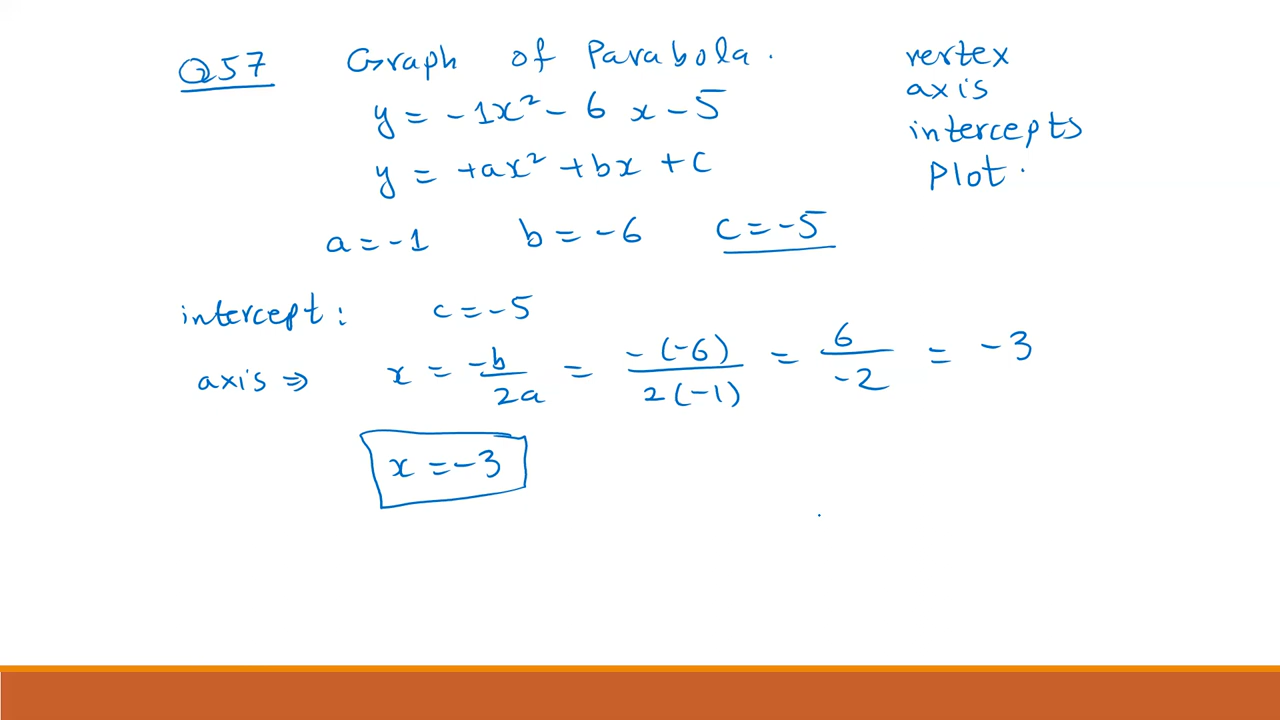 Q57 Graph of Parabola.
y = -1x² - 6 x - 5
y = +ax² + bx + c
vertex
axis
intercepts
Plot.
a = -1 b = -6 c = -5
intercept: c = -5
axis ⇒ x = -b/2a = -(-6)/2(-1) = 6/-2 = -3
x = -3